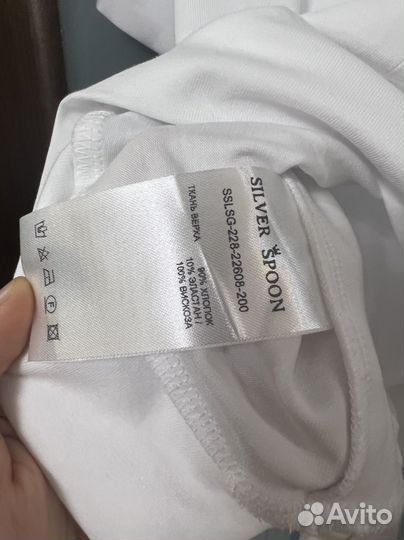 SILVER SPOON
SSLSG-228-22608-200
ТКАНЬ ВЕРХА
90% ХЛОПОК
10% ЭЛАСТАН /
100% ВИСКОЗА
F
Avito